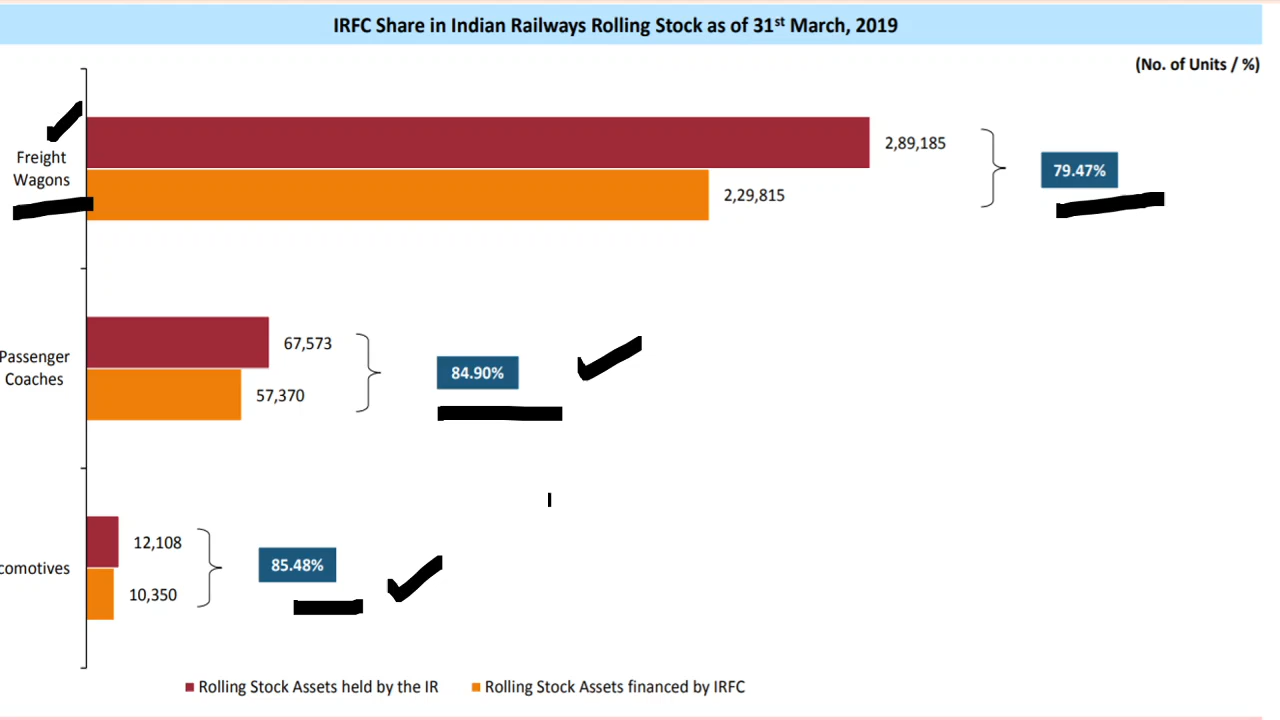 IRFC Share in Indian Railways Rolling Stock as of 31st March, 2019
(No. of Units / %)
Freight
Wagons
2,89,185
2,29,815
79.47%
Passenger
Coaches
67,573
57,370
84.90%
comotives
12,108
10,350
85.48%
Rolling Stock Assets held by the IR
Rolling Stock Assets financed by IRFC